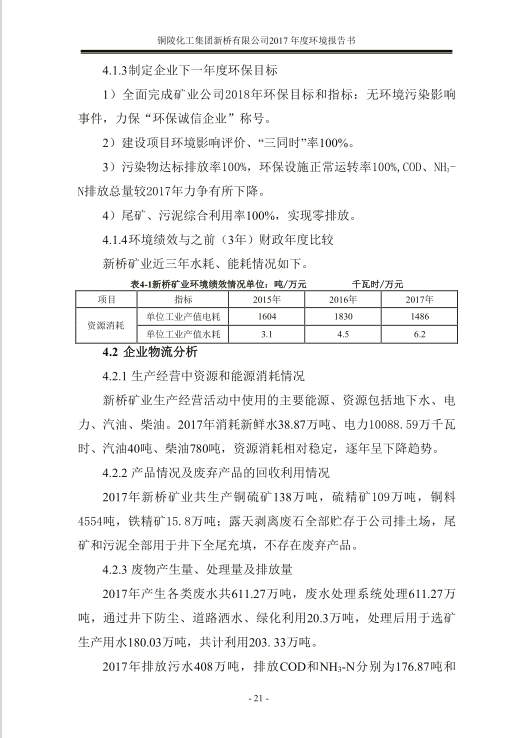 铜陵化工集团新桥有限公司2017 年度环境报告书
4.1.3制定企业下一年度环保目标
1）全面完成矿业公司2018年环保目标和指标：无环境污染影响
事件，力保“环保诚信企业”称号。
2）建设项目环境影响评价、“三同时”率100%。
3）污染物达标排放率100%，环保设施正常运转率100%,COD、NH3-
N排放总量较2017年力争有所下降。
4）尾矿、污泥综合利用率100%，实现零排放。
4.1.4环境绩效与之前（3年）财政年度比较
新桥矿业近三年水耗、能耗情况如下。
表4-1新桥矿业环境绩效情况单位：吨/万元 千瓦时/万元
项目 指标 2015年 2016年 2017年
资源消耗 单位工业产值电耗 1604 1830 1486
单位工业产值水耗 3.1 4.5 6.2
4.2 企业物流分析
4.2.1 生产经营中资源和能源消耗情况
新桥矿业生产经营活动中使用的主要能源、资源包括地下水、电
力、汽油、柴油。2017年消耗新鲜水38.87万吨、电力10088.59万千瓦
时、汽油40吨、柴油780吨，资源消耗相对稳定，逐年呈下降趋势。
4.2.2 产品情况及废弃产品的回收利用情况
2017年新桥矿业共生产铜硫矿138万吨，硫精矿109万吨，铜料
4554吨，铁精矿15.8万吨；露天剥离废石全部贮存于公司排土场，尾
矿和污泥全部用于井下全尾充填，不存在废弃产品。
4.2.3 废物产生量、处理量及排放量
2017年产生各类废水共611.27万吨，废水处理系统处理611.27万
吨，通过井下防尘、道路洒水、绿化利用20.3万吨，处理后用于选矿
生产用水180.03万吨，共计利用203. 33万吨。
2017年排放污水408万吨，排放COD和NH3-N分别为176.87吨和
- 21 -